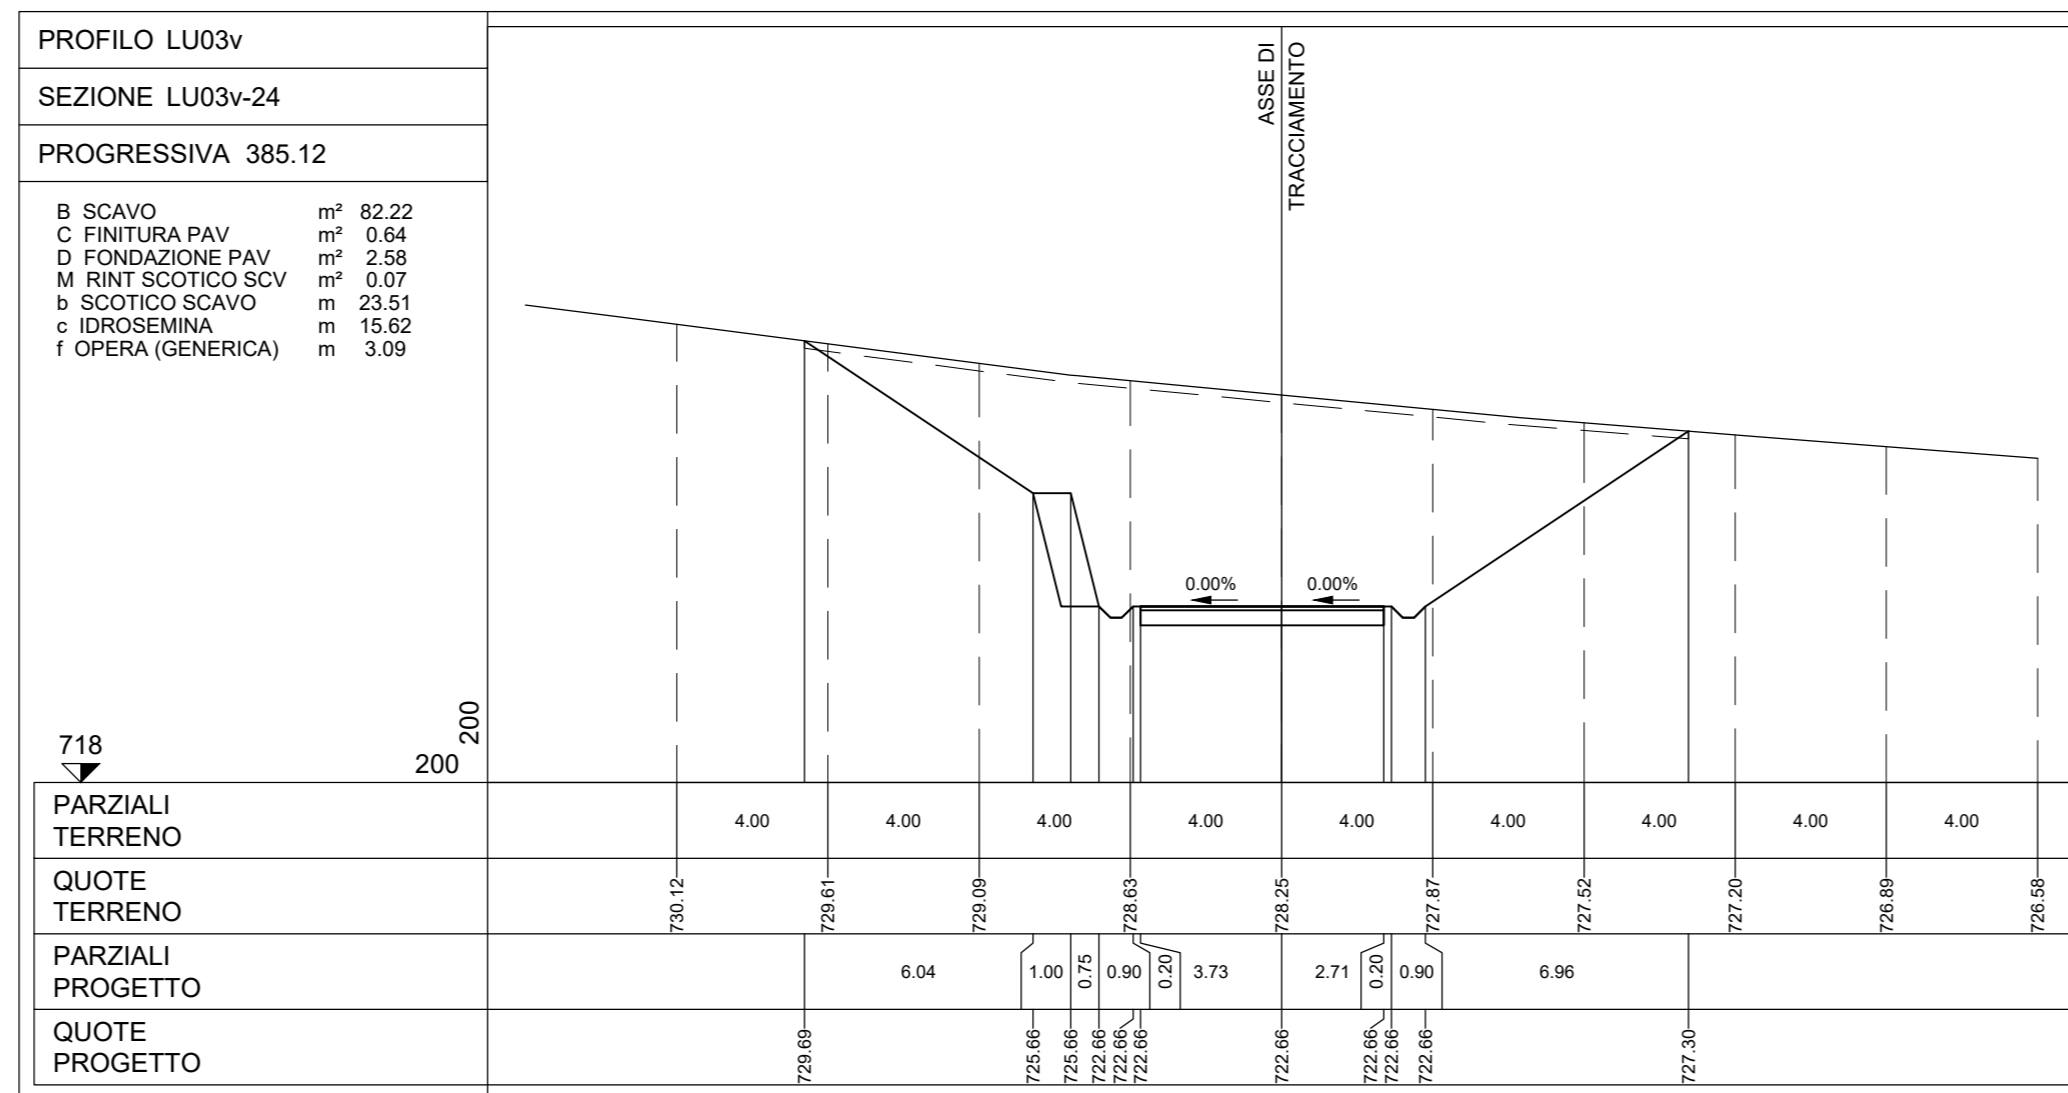 PROFILO LU03v
SEZIONE LU03v-24
PROGRESSIVA 385.12
B SCAVO m² 82.22
C FINITURA PAV m² 0.64
D FONDAZIONE PAV m² 2.58
M RINT SCOTICO SCV m² 0.07
b SCOTICO SCAVO m 23.51
c IDROSEMINA m 15.62
f OPERA (GENERICA) m 3.09
ASSE DI
TRACCIAMENTO
0.00% 0.00%
718
200
200
PARZIALI
TERRENO
4.00 4.00 4.00 4.00 4.00 4.00 4.00 4.00 4.00
QUOTE
TERRENO
730.12 729.61 729.09 728.63 728.25 727.87 727.52 727.20 726.89 726.58
PARZIALI
PROGETTO
6.04 1.00 0.75 0.90 0.20 3.73 2.71 0.20 0.90 6.96
QUOTE
PROGETTO
729.69 725.66 725.66 722.66 722.66 722.66 722.66 722.66 722.66 722.66 727.30